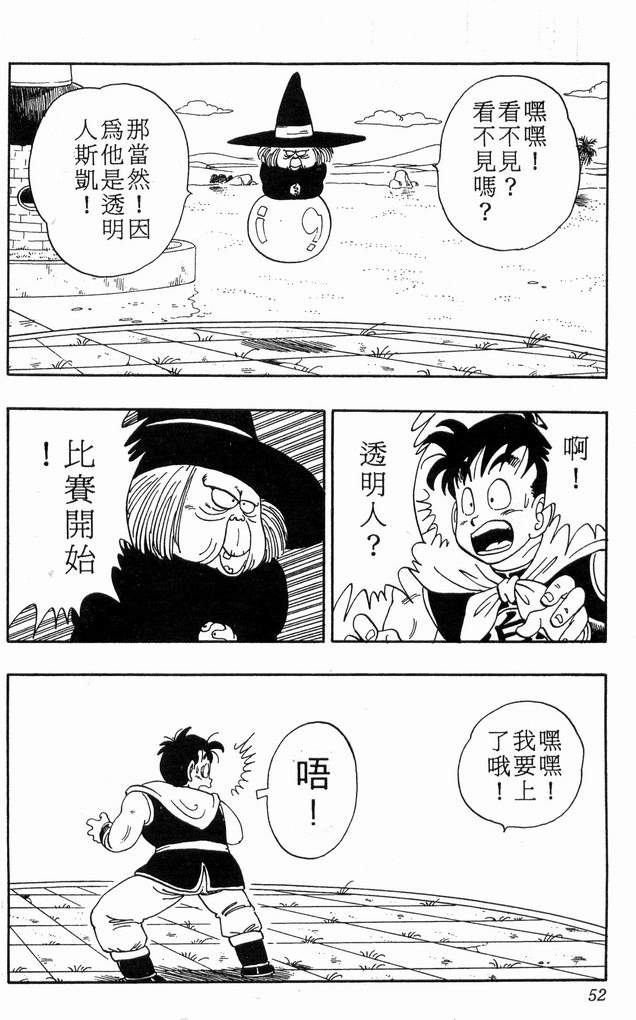 嘿嘿！
看不見？
看不見嗎？
那當然！因
為他是透明
人斯凱！
啊！
透明人？
比賽開始
！
嘿嘿！
我要上
了哦！
唔！
52